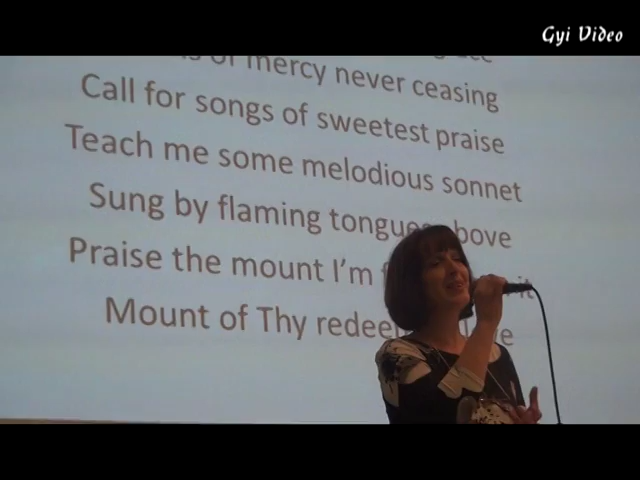 Gyi Video
of mercy never ceasing
Call for songs of sweetest praise
Teach me some melodious sonnet
Sung by flaming tongues
Praise the mount I'm
Mount of Thy